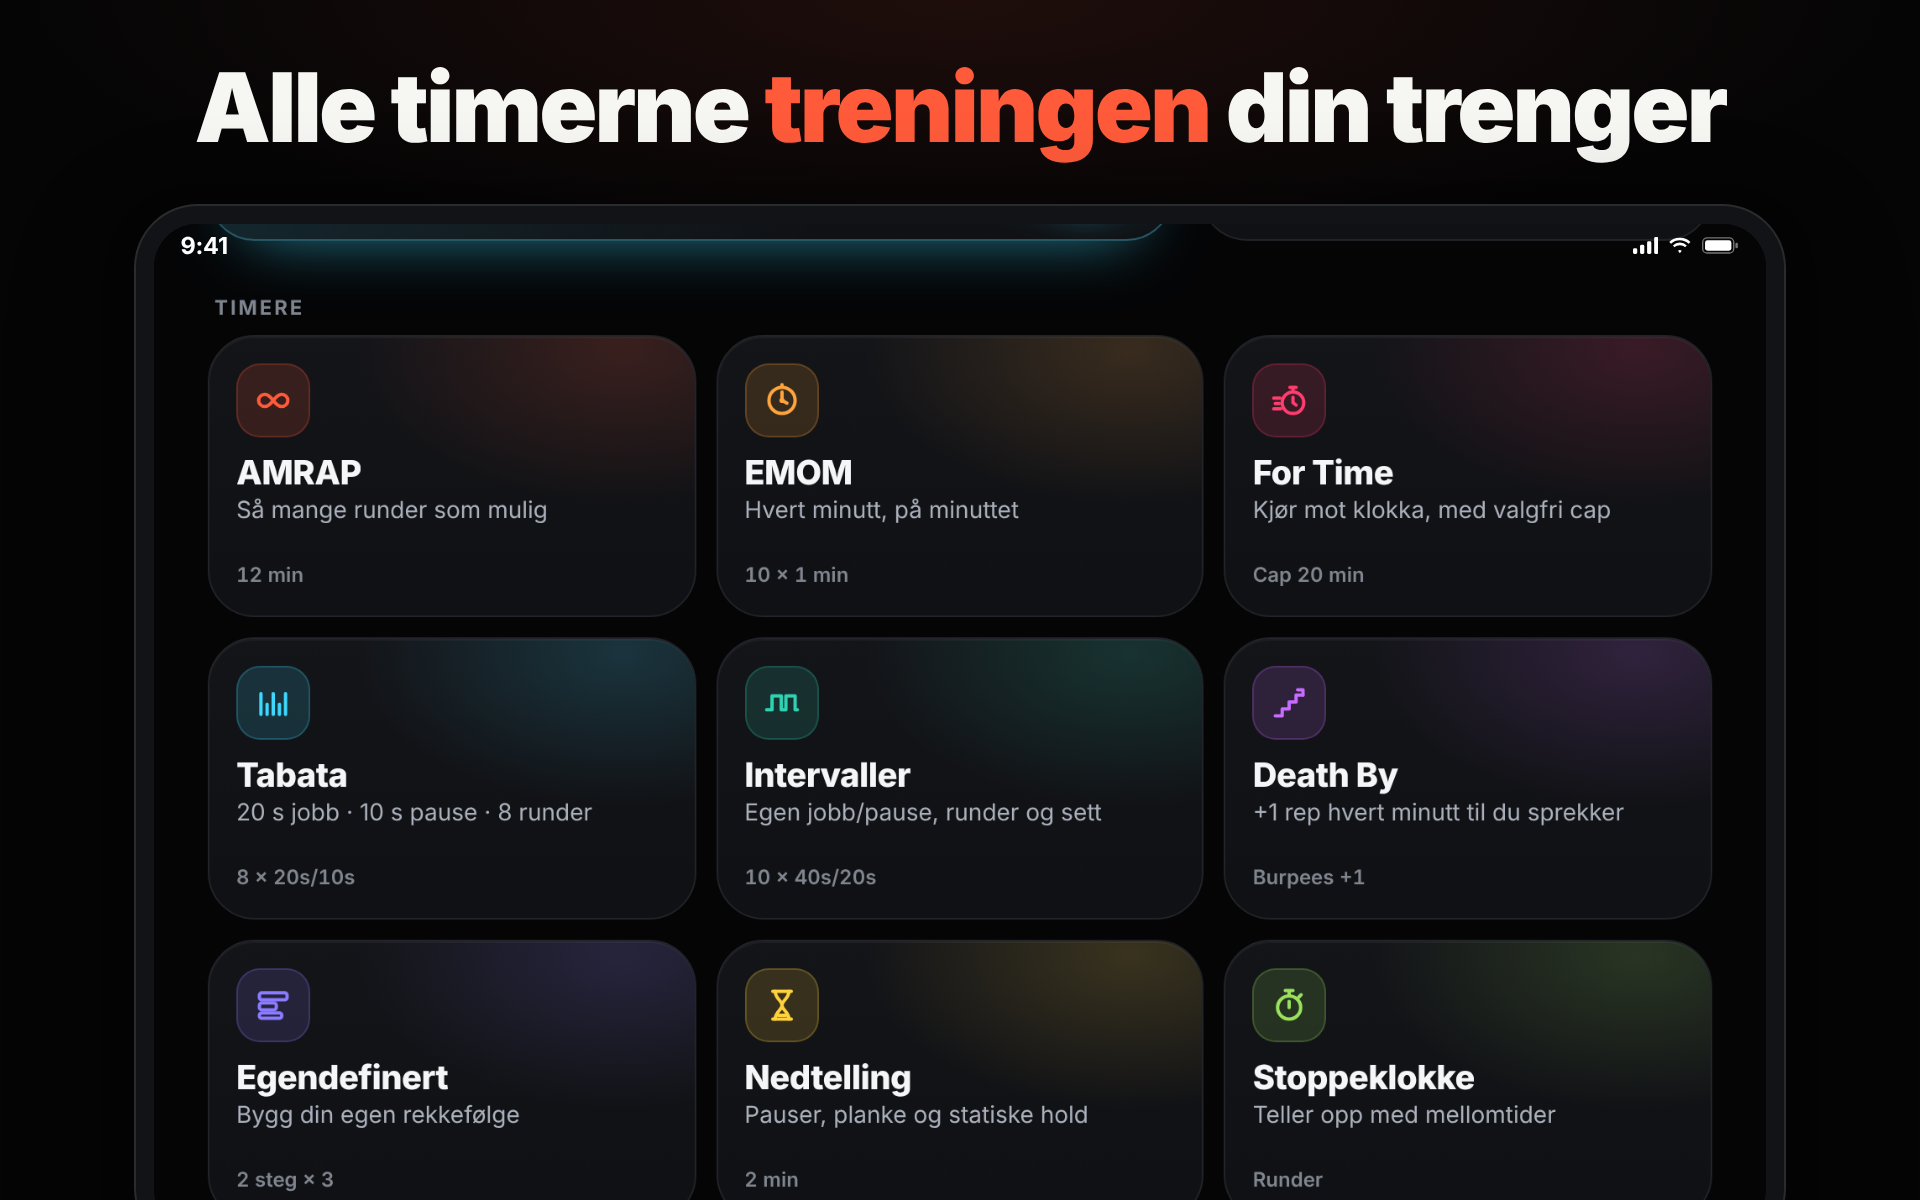 Alle timerne treningen din trenger
9:41
TIMERE
AMRAP
Så mange runder som mulig
12 min
EMOM
Hvert minutt, på minuttet
10 × 1 min
For Time
Kjør mot klokka, med valgfri cap
Cap 20 min
Tabata
20 s jobb · 10 s pause · 8 runder
8 × 20s/10s
Intervaller
Egen jobb/pause, runder og sett
10 × 40s/20s
Death By
+1 rep hvert minutt til du sprekker
Burpees +1
Egendefinert
Bygg din egen rekkefølge
2 steg × 3
Nedtelling
Pauser, planke og statiske hold
2 min
Stoppeklokke
Teller opp med mellomtider
Runder